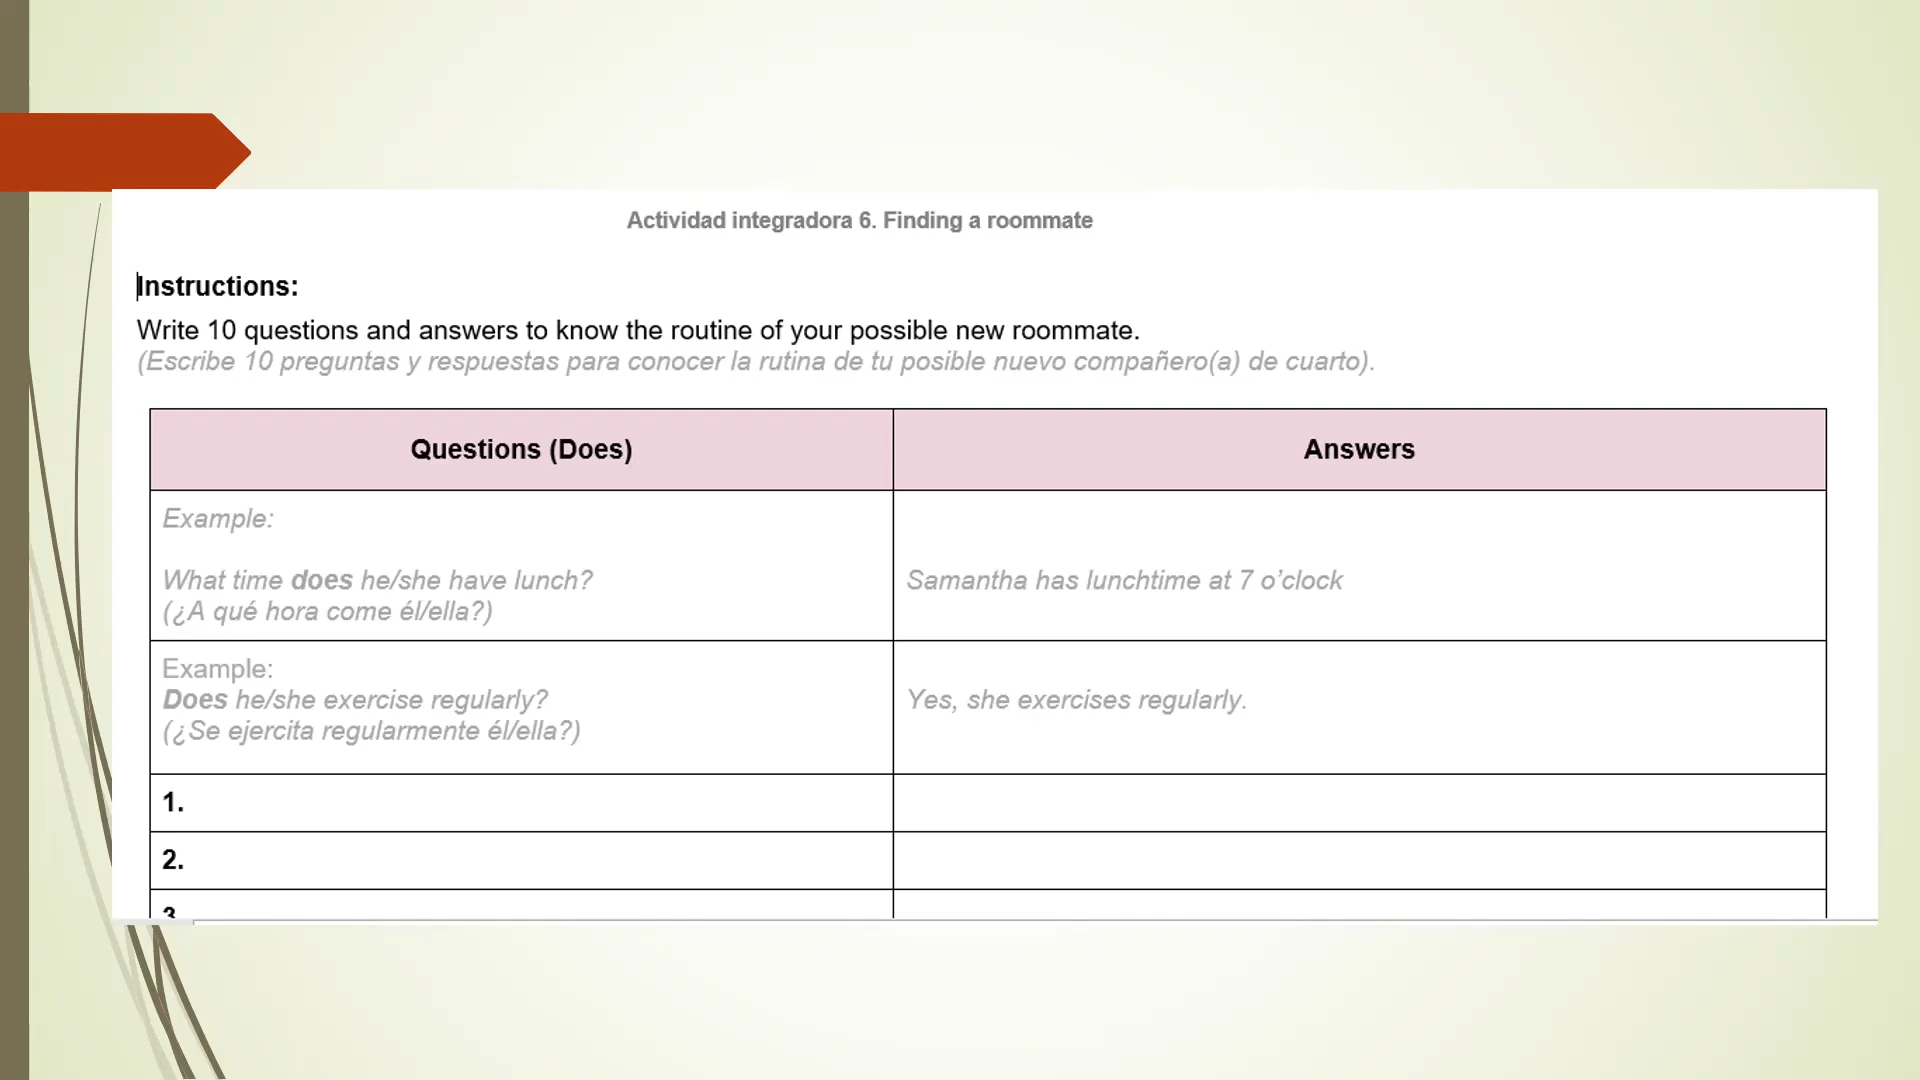 Actividad integradora 6. Finding a roommate
Instructions:
Write 10 questions and answers to know the routine of your possible new roommate.
(Escribe 10 preguntas y respuestas para conocer la rutina de tu posible nuevo compañero(a) de cuarto).
Questions (Does)
Answers
Example:
What time does he/she have lunch?
(¿A qué hora come él/ella?)
Samantha has lunchtime at 7 o’clock
Example:
Does he/she exercise regularly?
(¿Se ejercita regularmente él/ella?)
Yes, she exercises regularly.
1.
2.
3